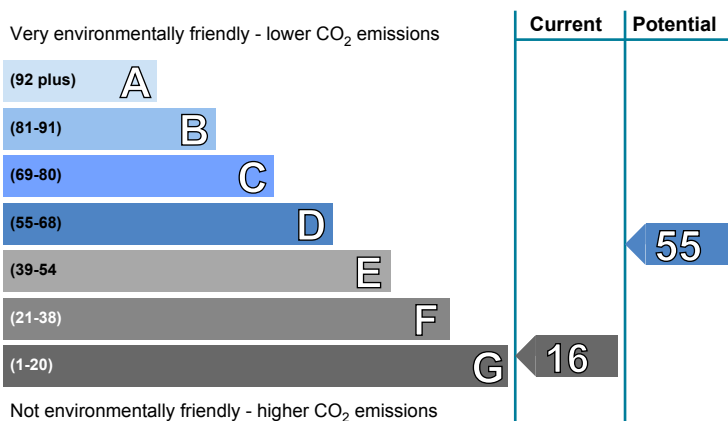 Current Potential
Very environmentally friendly - lower CO2 emissions
(92 plus) A
(81-91) B
(69-80) C
(55-68) D
55
(39-54 E
(21-38) F
(1-20) G
16
Not environmentally friendly - higher CO2 emissions